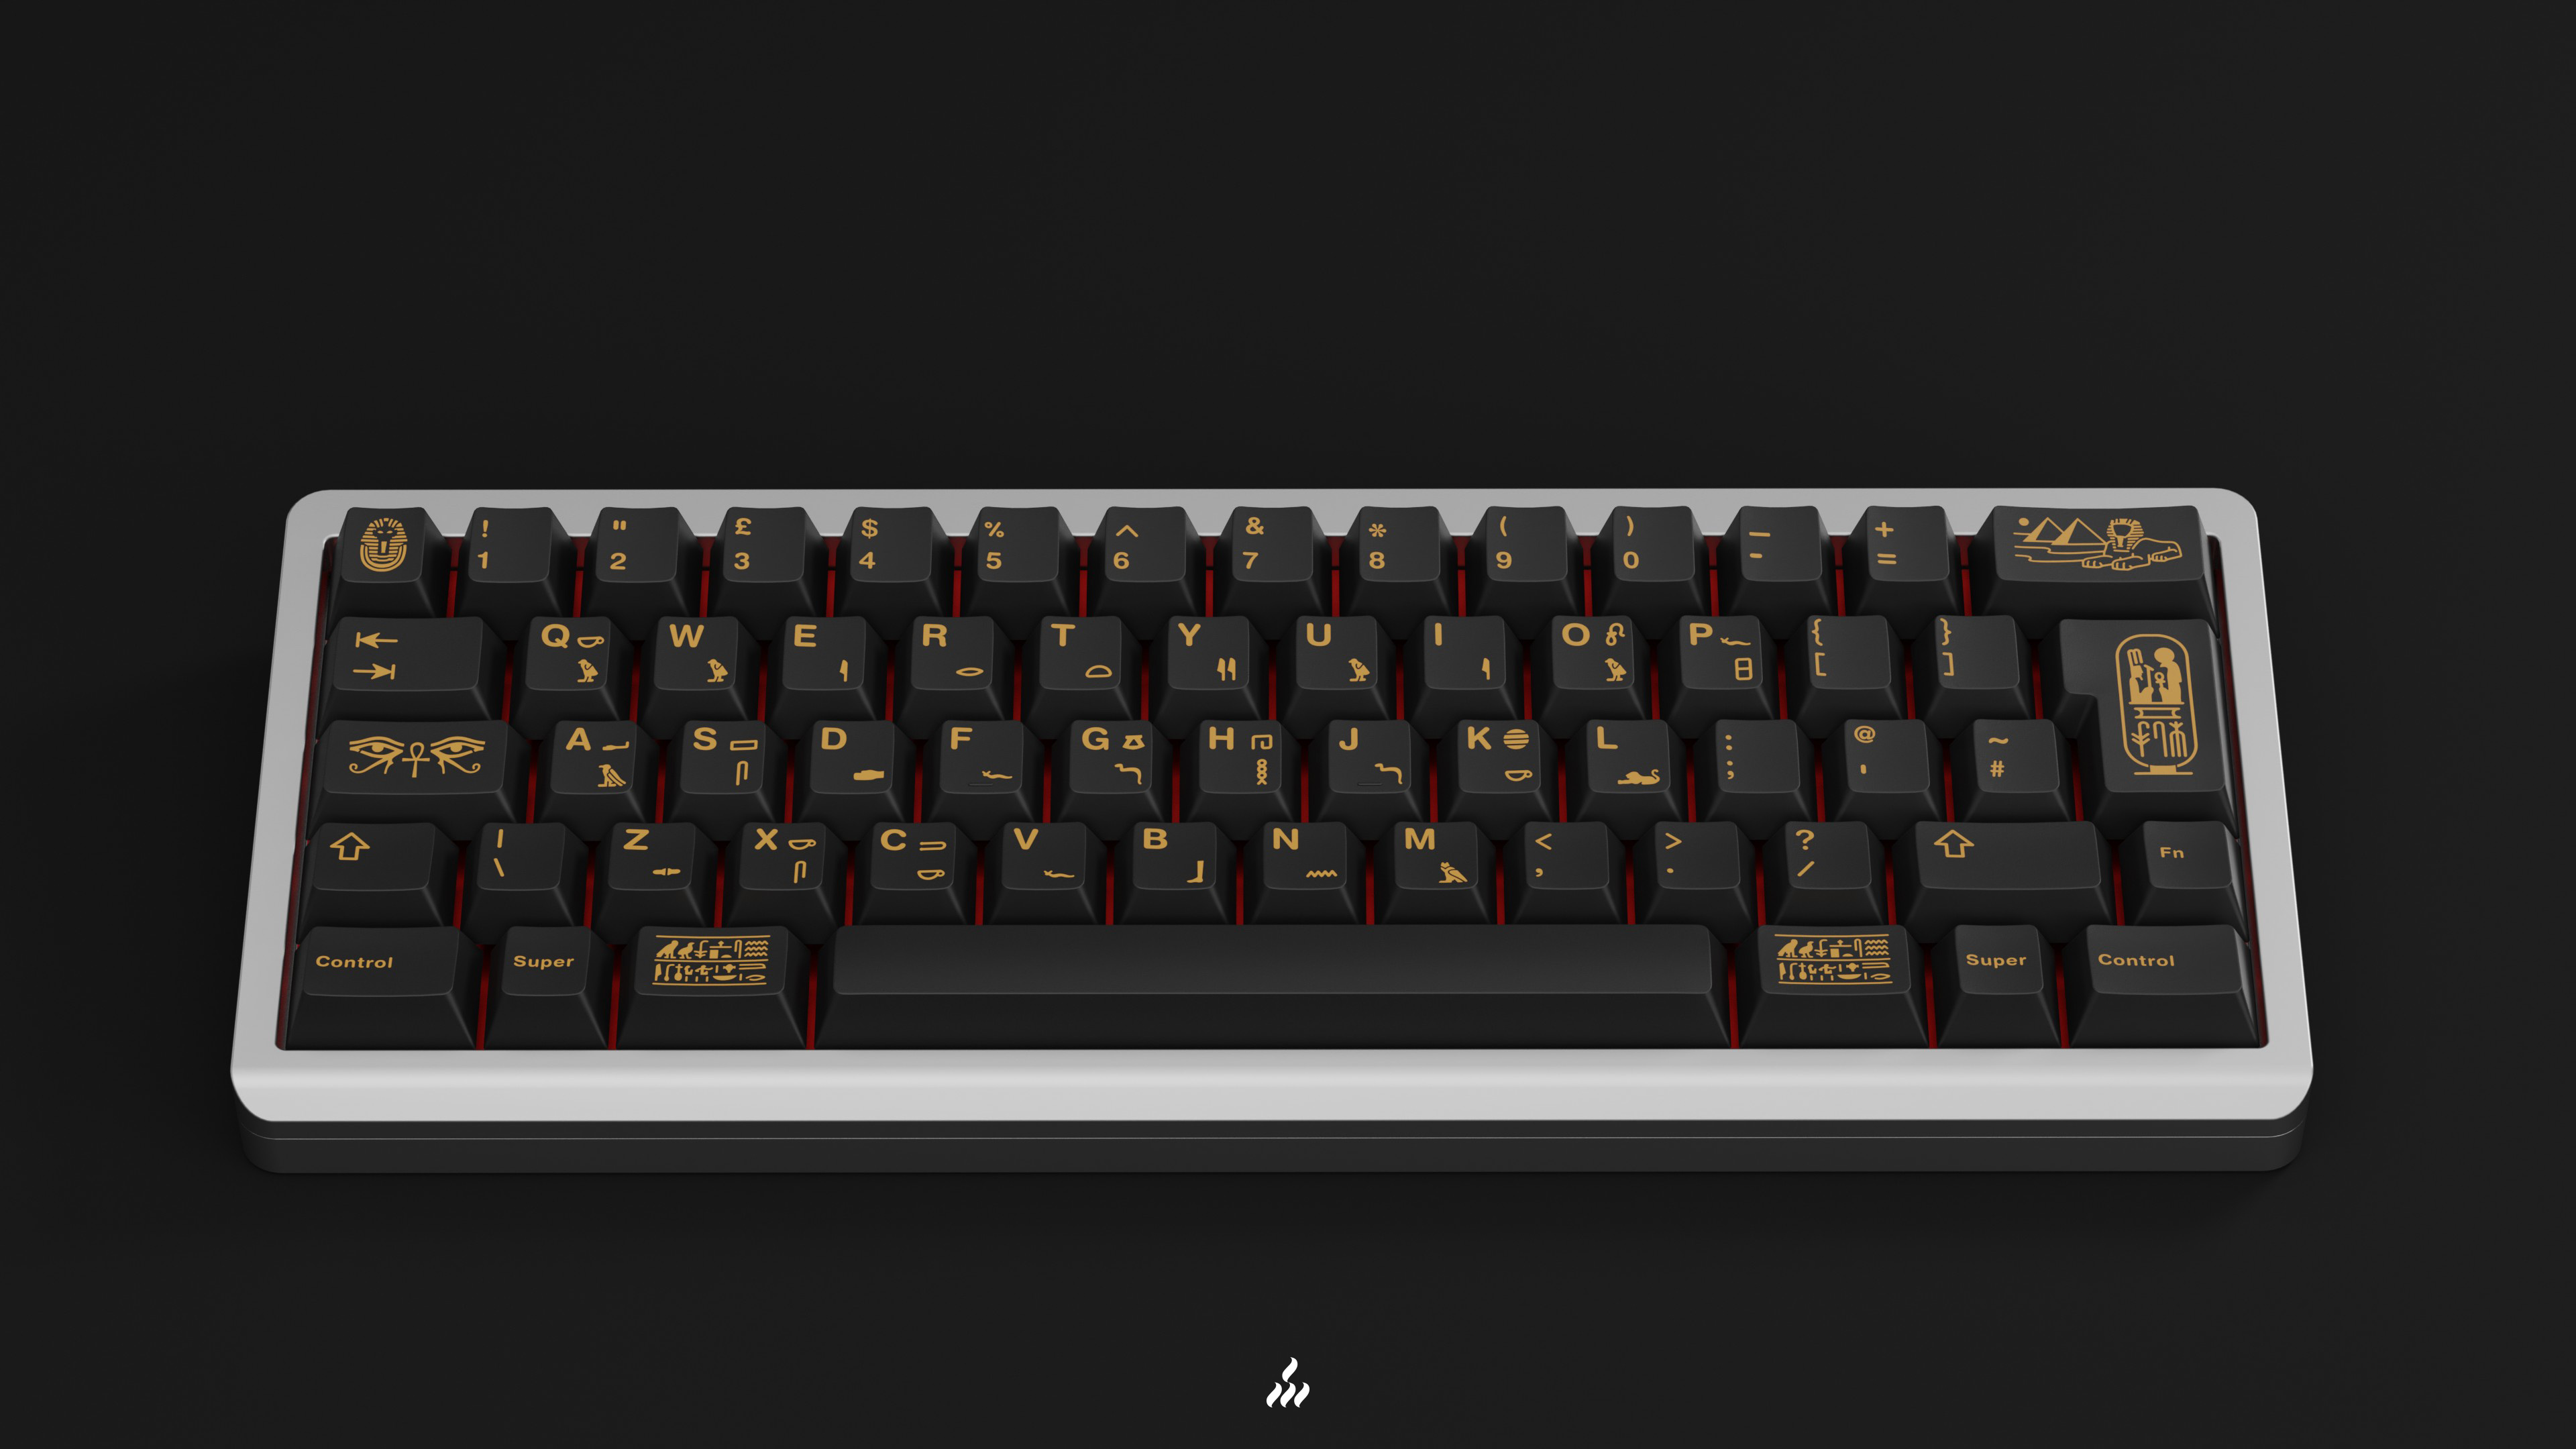 ! " £ $ % ^ & * ( ) _ +
1 2 3 4 5 6 7 8 9 0 - =
Q W E R T Y U I O P { }
[ ]
A S D F G H J K L : @ ~
; ' #
| Z X C V B N M < > ? Fn
\ , . /
Control Super Super Control